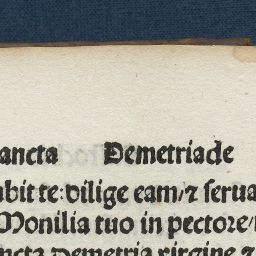 ancta Demetriade
abit te: dilige eam/⁊ serua
Monilia tuo in pectore/
ncta demetria virgine ⁊